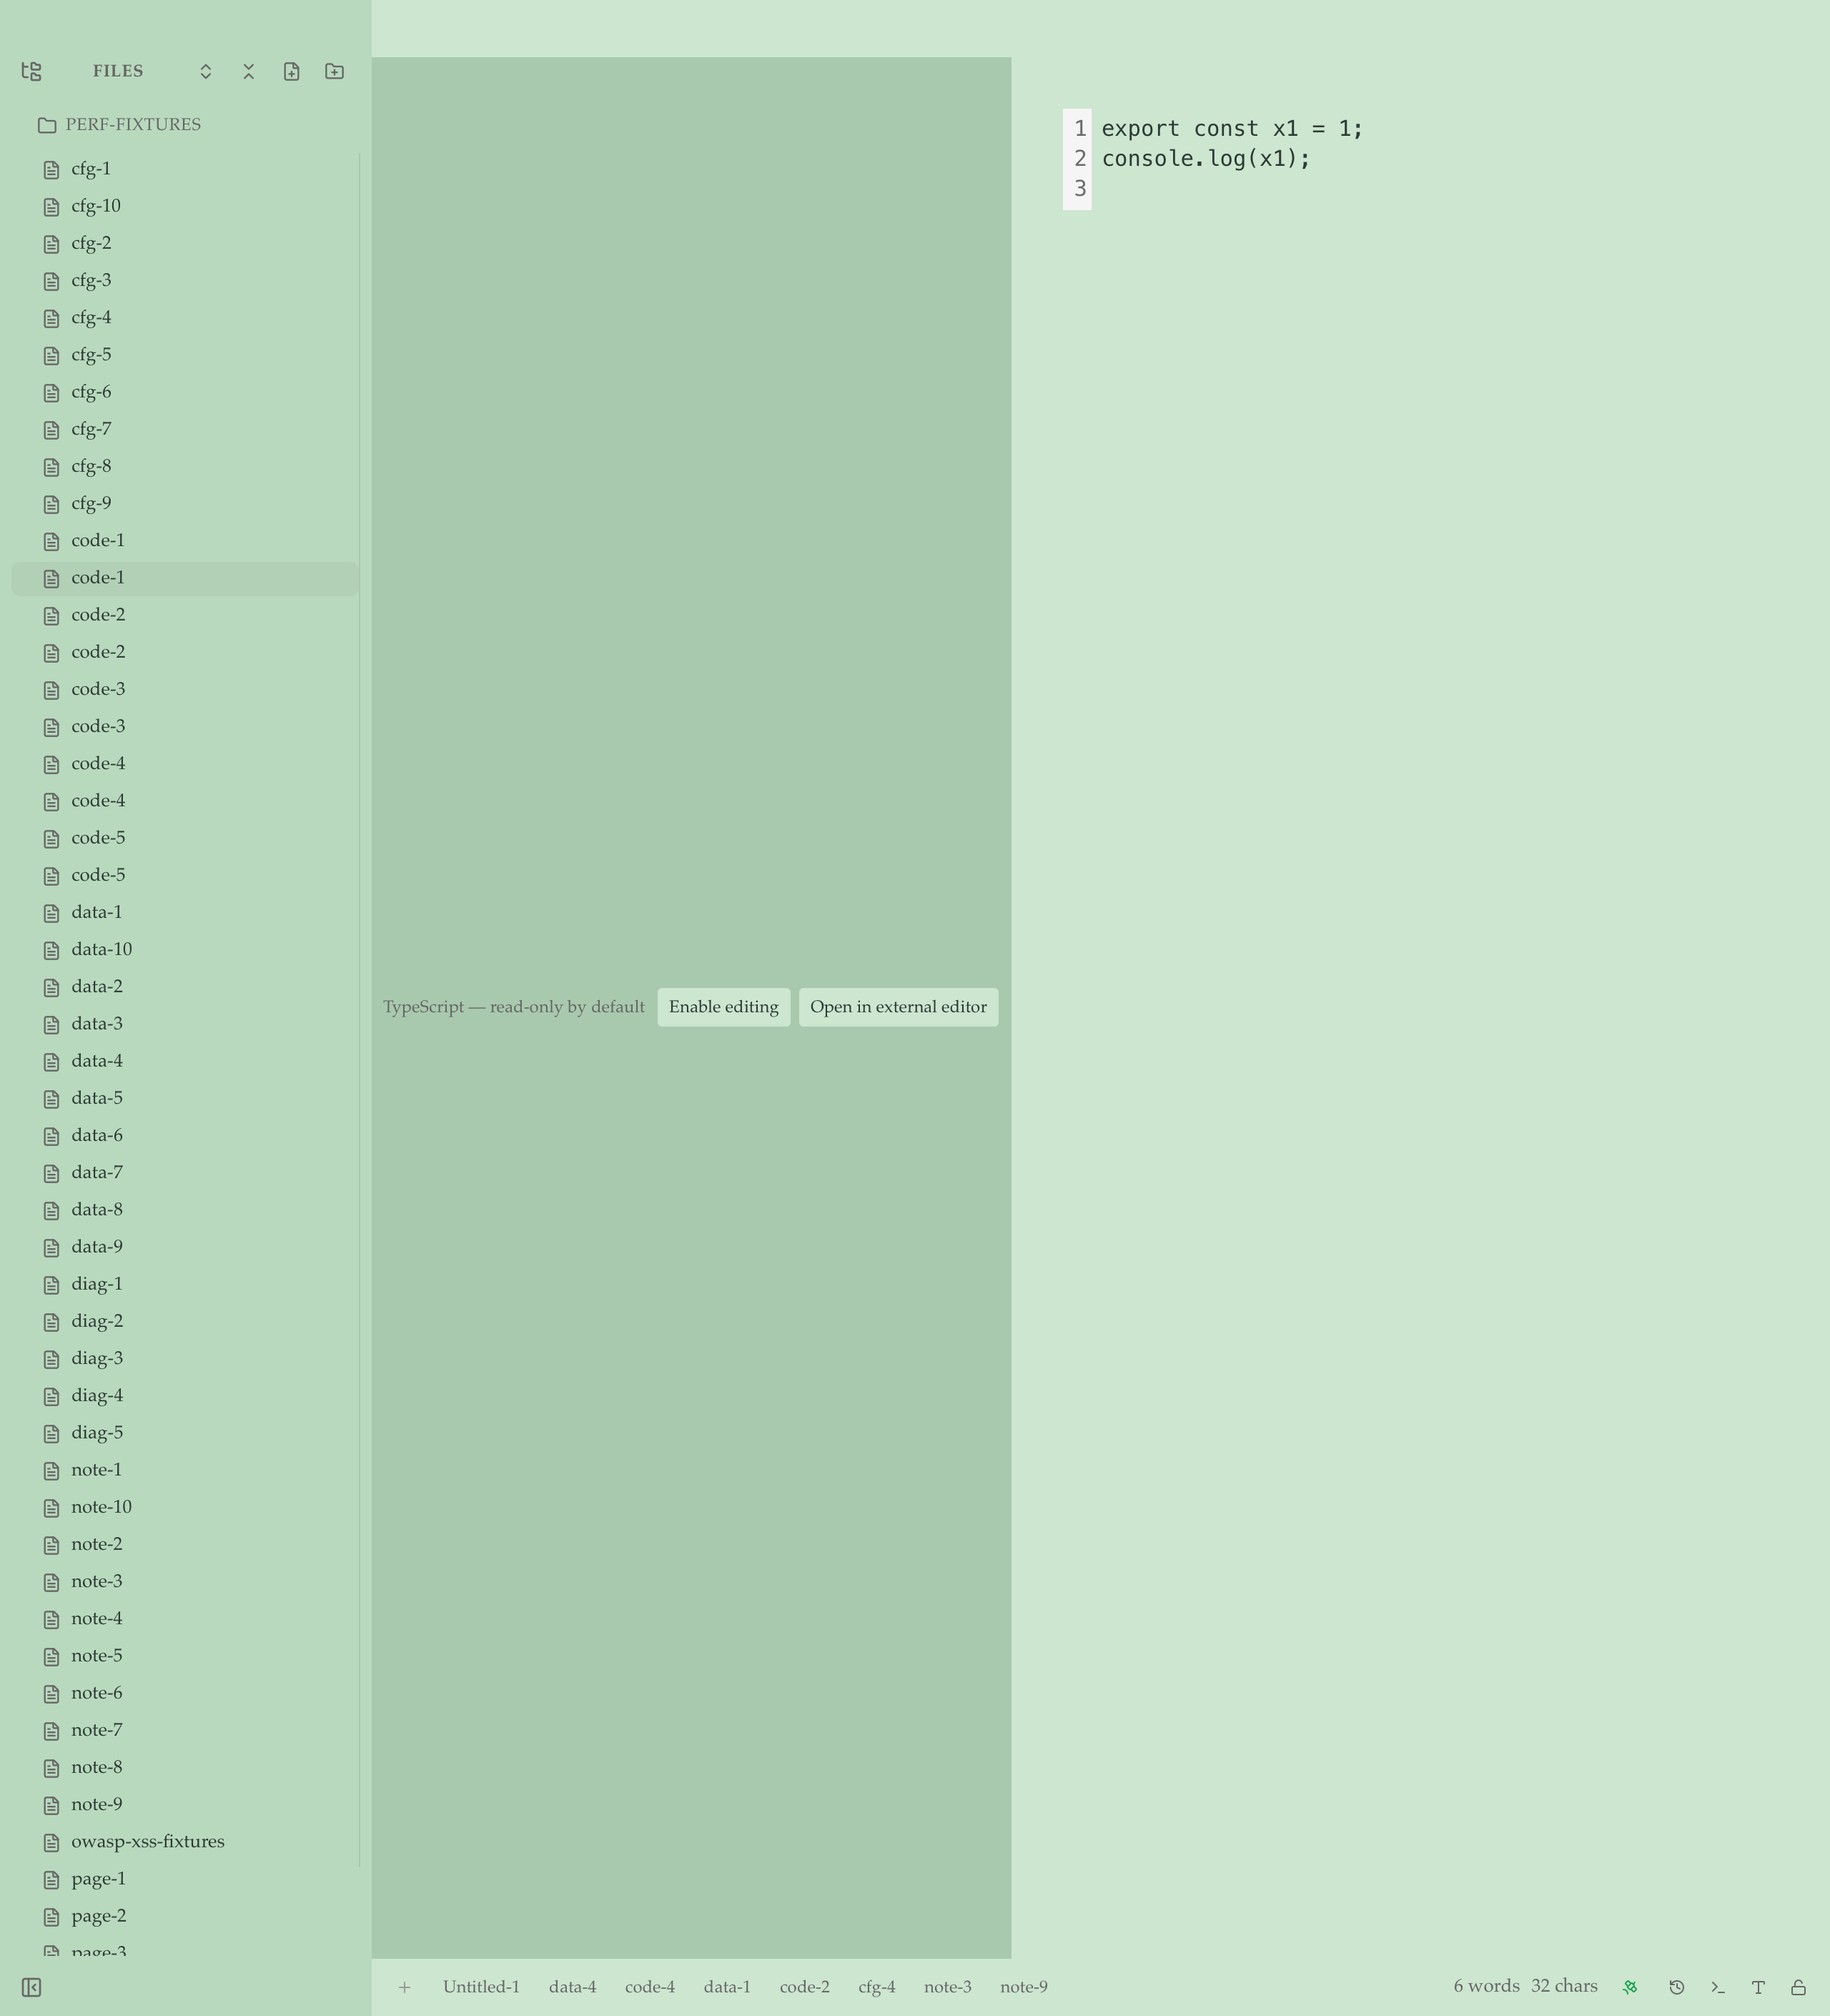 FILES
PERF-FIXTURES
cfg-1
cfg-10
cfg-2
cfg-3
cfg-4
cfg-5
cfg-6
cfg-7
cfg-8
cfg-9
code-1
code-1
code-2
code-2
code-3
code-3
code-4
code-4
code-5
code-5
data-1
data-10
data-2
data-3
data-4
data-5
data-6
data-7
data-8
data-9
diag-1
diag-2
diag-3
diag-4
diag-5
note-1
note-10
note-2
note-3
note-4
note-5
note-6
note-7
note-8
note-9
owasp-xss-fixtures
page-1
page-2
page-3
TypeScript — read-only by default Enable editing Open in external editor
1 export const x1 = 1;
2 console.log(x1);
3
+ Untitled-1 data-4 code-4 data-1 code-2 cfg-4 note-3 note-9 6 words 32 chars